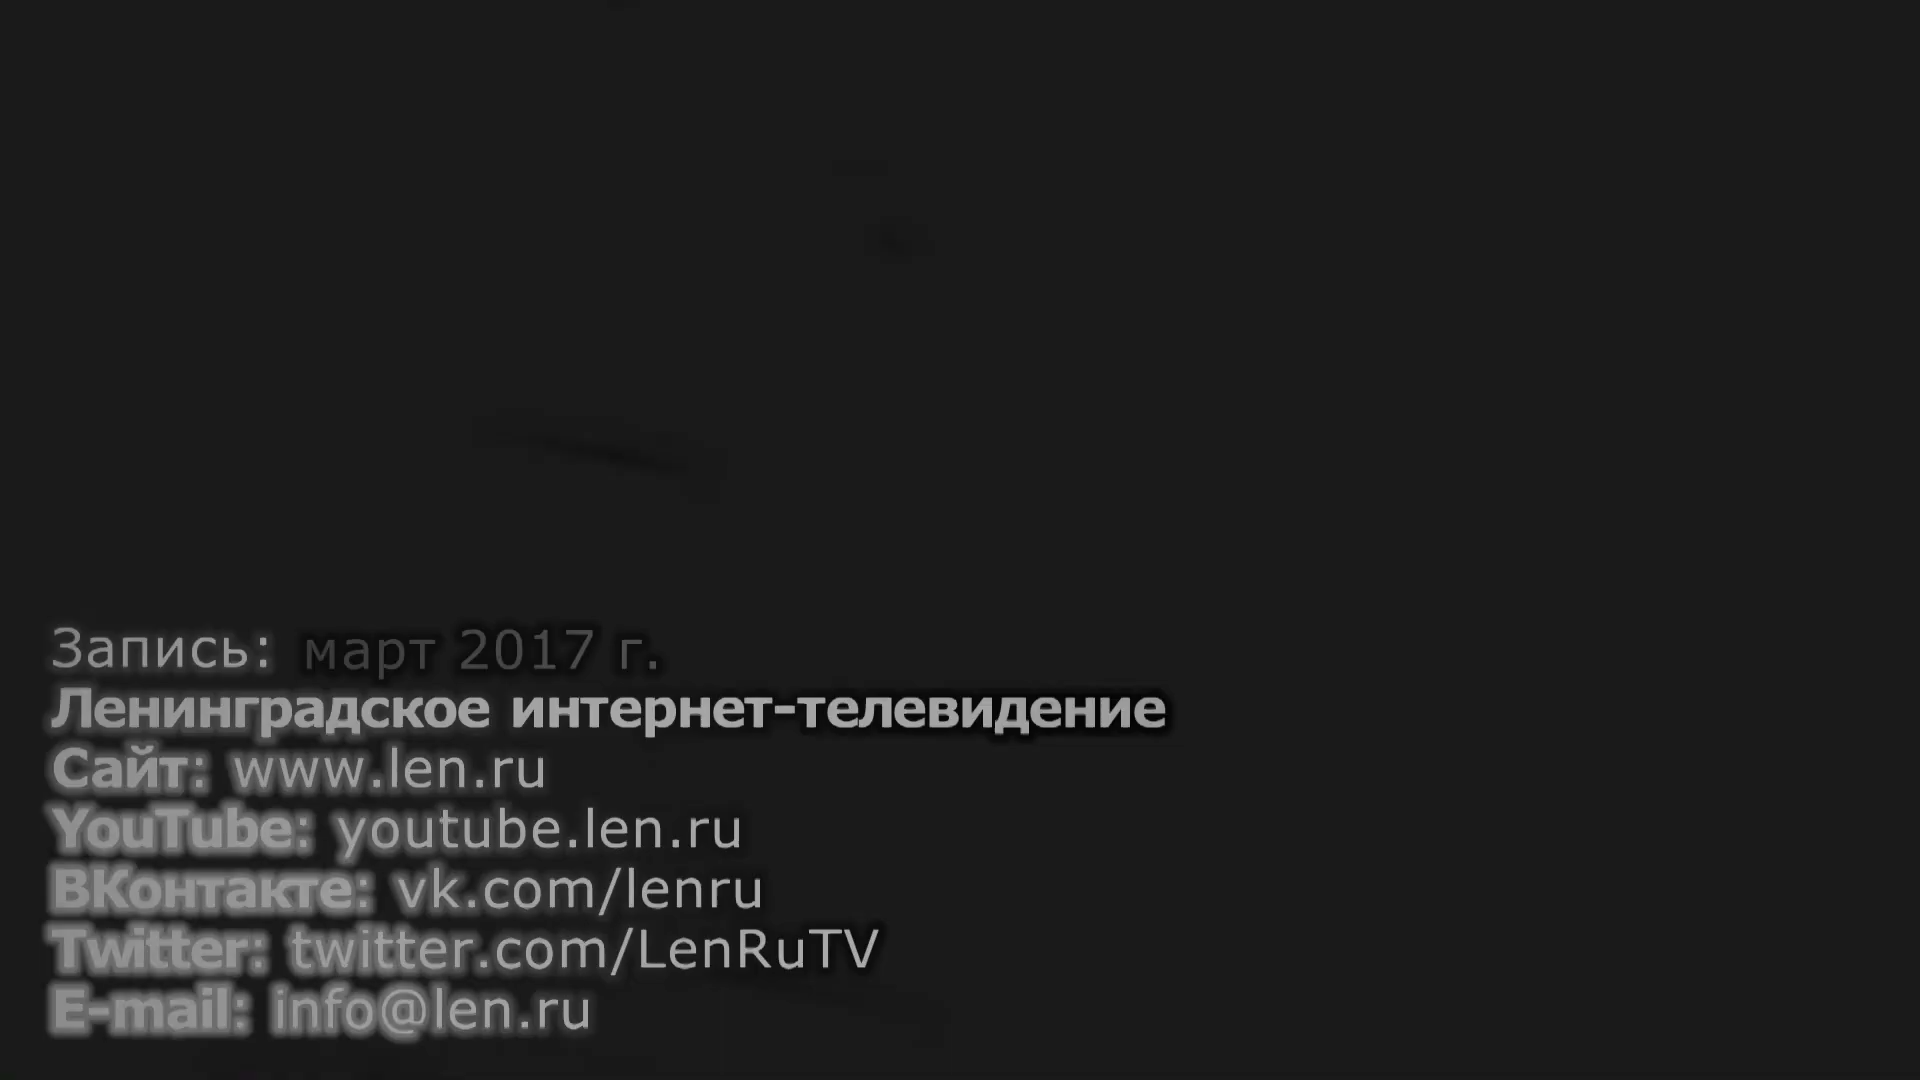 Запись: март 2017 г.
Ленинградское интернет-телевидение
Сайт: www.len.ru
YouTube: youtube.len.ru
ВКонтакте: vk.com/lenru
Twitter: twitter.com/LenRuTV
E-mail: info@len.ru